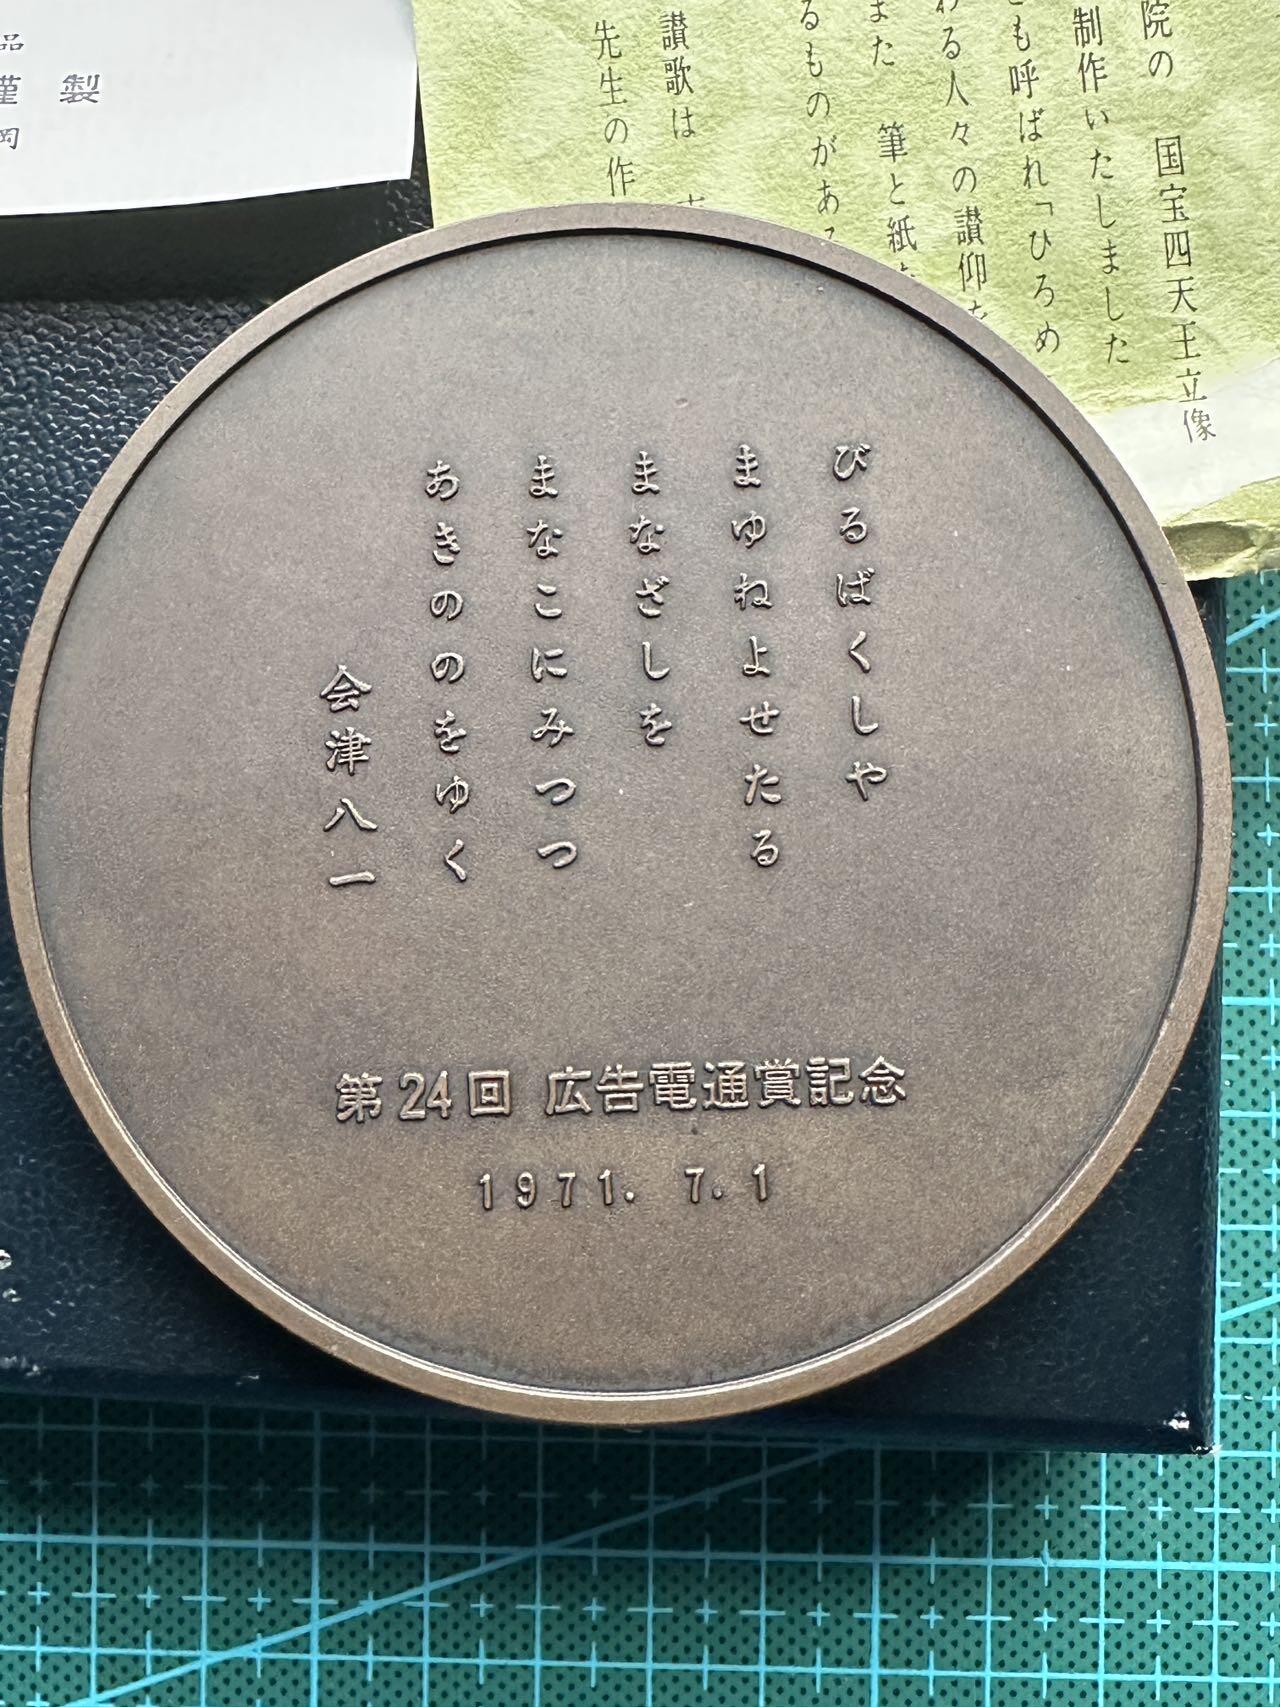 品
謹製
岡
院の 国宝四天王立像
制作いたしました
も呼ばれ「ひろめ
わる人々の讃仰を
また 筆と紙
るものがある
讃歌は
先生の作
びるばくしや
まゆねよせたる
まなざしを
まなこにみつつ
あきののをゆく
会津八一
第24回 広告電通賞記念
1971. 7. 1